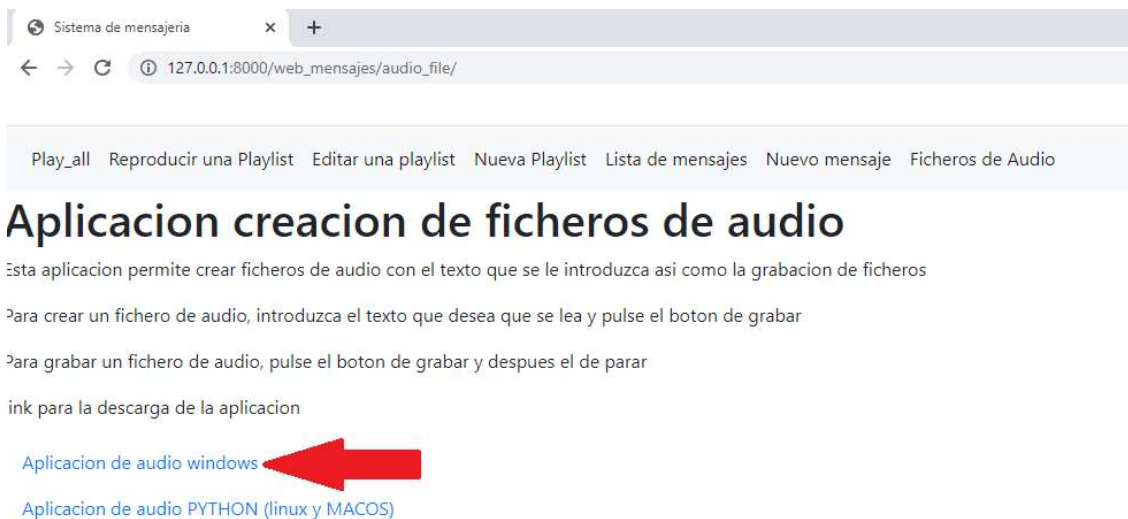 Sistema de mensajeria
127.0.0.1:8000/web_mensajes/audio_file/
Play_all Reproducir una Playlist Editar una playlist Nueva Playlist Lista de mensajes Nuevo mensaje Ficheros de Audio
Aplicacion creacion de ficheros de audio
Esta aplicacion permite crear ficheros de audio con el texto que se le introduzca asi como la grabacion de ficheros
Para crear un fichero de audio, introduzca el texto que desea que se lea y pulse el boton de grabar
Para grabar un fichero de audio, pulse el boton de grabar y despues el de parar
ink para la descarga de la aplicacion
Aplicacion de audio windows
Aplicacion de audio PYTHON (linux y MACOS)